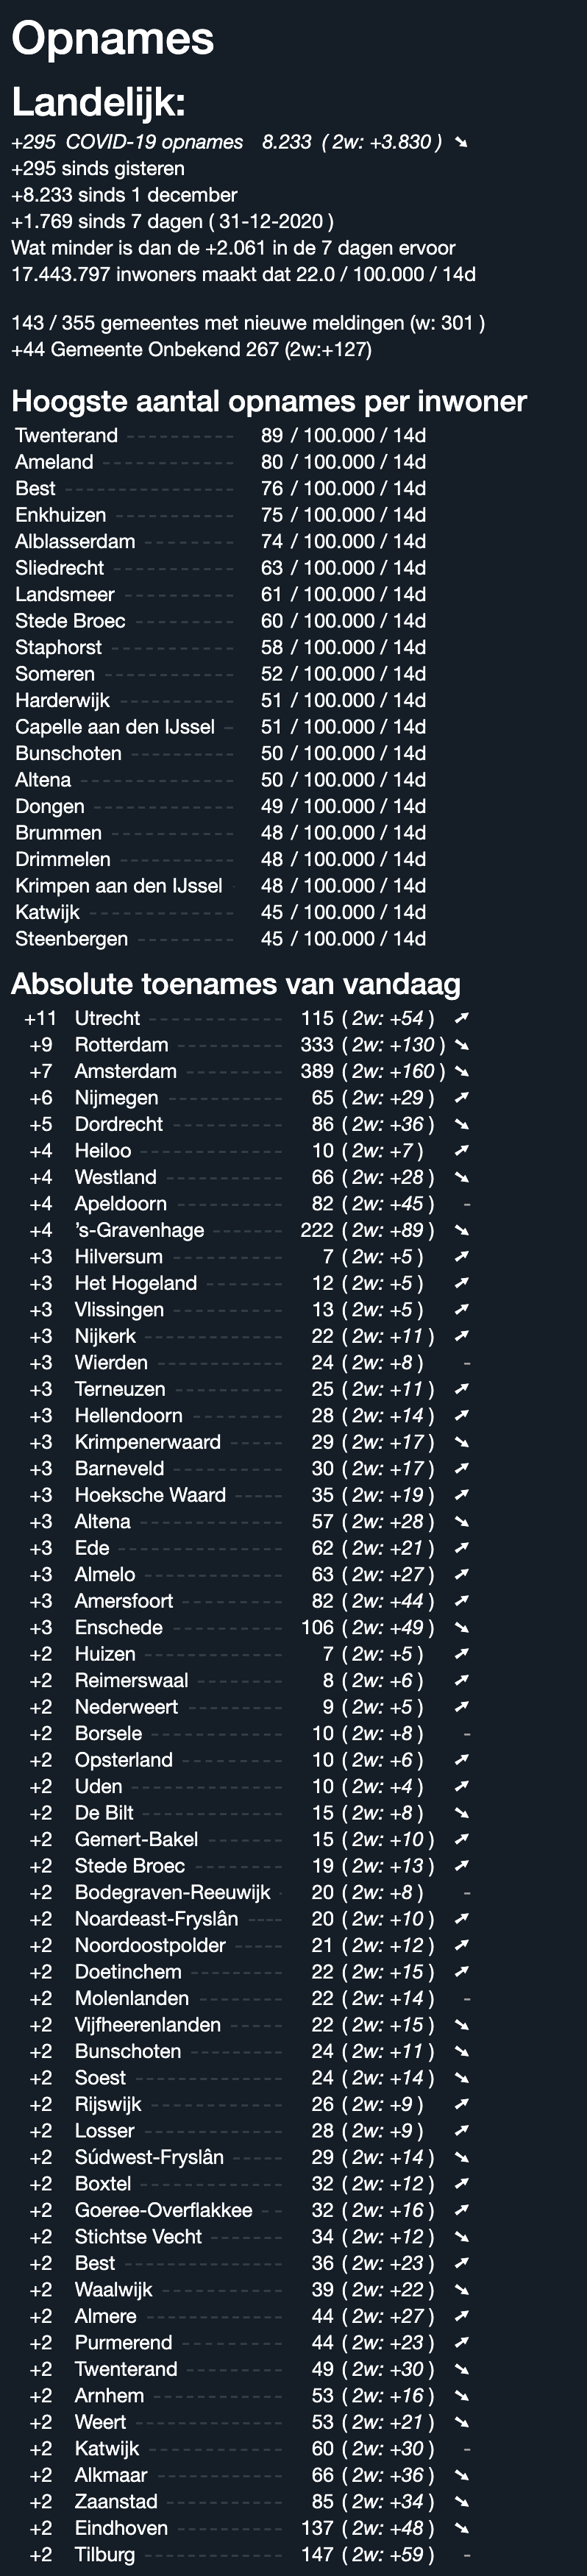 Opnames
Landelijk:
+295 COVID-19 opnames 8.233 ( 2w: +3.830 ) ➘
+295 sinds gisteren
+8.233 sinds 1 december
+1.769 sinds 7 dagen ( 31-12-2020 )
Wat minder is dan de +2.061 in de 7 dagen ervoor
17.443.797 inwoners maakt dat 22.0 / 100.000 / 14d
143 / 355 gemeentes met nieuwe meldingen (w: 301 )
+44 Gemeente Onbekend 267 (2w:+127)
Hoogste aantal opnames per inwoner
Twenterand 89 / 100.000 / 14d
Ameland 80 / 100.000 / 14d
Best 76 / 100.000 / 14d
Enkhuizen 75 / 100.000 / 14d
Alblasserdam 74 / 100.000 / 14d
Sliedrecht 63 / 100.000 / 14d
Landsmeer 61 / 100.000 / 14d
Stede Broec 60 / 100.000 / 14d
Staphorst 58 / 100.000 / 14d
Someren 52 / 100.000 / 14d
Harderwijk 51 / 100.000 / 14d
Capelle aan den IJssel 51 / 100.000 / 14d
Bunschoten 50 / 100.000 / 14d
Altena 50 / 100.000 / 14d
Dongen 49 / 100.000 / 14d
Brummen 48 / 100.000 / 14d
Drimmelen 48 / 100.000 / 14d
Krimpen aan den IJssel 48 / 100.000 / 14d
Katwijk 45 / 100.000 / 14d
Steenbergen 45 / 100.000 / 14d
Absolute toenames van vandaag
+11 Utrecht 115 ( 2w: +54 ) ➚
+9 Rotterdam 333 ( 2w: +130 ) ➘
+7 Amsterdam 389 ( 2w: +160 ) ➘
+6 Nijmegen 65 ( 2w: +29 ) ➚
+5 Dordrecht 86 ( 2w: +36 ) ➘
+4 Heiloo 10 ( 2w: +7 ) ➚
+4 Westland 66 ( 2w: +28 ) ➘
+4 Apeldoorn 82 ( 2w: +45 ) -
+4 's-Gravenhage 222 ( 2w: +89 ) ➘
+3 Hilversum 7 ( 2w: +5 ) ➚
+3 Het Hogeland 12 ( 2w: +5 ) ➚
+3 Vlissingen 13 ( 2w: +5 ) ➚
+3 Nijkerk 22 ( 2w: +11 ) ➚
+3 Wierden 24 ( 2w: +8 ) -
+3 Terneuzen 25 ( 2w: +11 ) ➚
+3 Hellendoorn 28 ( 2w: +14 ) ➚
+3 Krimpenerwaard 29 ( 2w: +17 ) ➘
+3 Barneveld 30 ( 2w: +17 ) ➚
+3 Hoeksche Waard 35 ( 2w: +19 ) ➚
+3 Altena 57 ( 2w: +28 ) ➘
+3 Ede 62 ( 2w: +21 ) ➚
+3 Almelo 63 ( 2w: +27 ) ➚
+3 Amersfoort 82 ( 2w: +44 ) ➚
+3 Enschede 106 ( 2w: +49 ) ➘
+2 Huizen 7 ( 2w: +5 ) ➚
+2 Reimerswaal 8 ( 2w: +6 ) ➚
+2 Nederweert 9 ( 2w: +5 ) ➚
+2 Borsele 10 ( 2w: +8 ) -
+2 Opsterland 10 ( 2w: +6 ) ➚
+2 Uden 10 ( 2w: +4 ) ➚
+2 De Bilt 15 ( 2w: +8 ) ➘
+2 Gemert-Bakel 15 ( 2w: +10 ) ➚
+2 Stede Broec 19 ( 2w: +13 ) ➚
+2 Bodegraven-Reeuwijk 20 ( 2w: +8 ) -
+2 Noardeast-Fryslân 20 ( 2w: +10 ) ➚
+2 Noordoostpolder 21 ( 2w: +12 ) ➚
+2 Doetinchem 22 ( 2w: +15 ) ➚
+2 Molenlanden 22 ( 2w: +14 ) -
+2 Vijfheerenlanden 22 ( 2w: +15 ) ➘
+2 Bunschoten 24 ( 2w: +11 ) ➘
+2 Soest 24 ( 2w: +14 ) ➘
+2 Rijswijk 26 ( 2w: +9 ) ➚
+2 Losser 28 ( 2w: +9 ) ➚
+2 Súdwest-Fryslân 29 ( 2w: +14 ) ➘
+2 Boxtel 32 ( 2w: +12 ) ➚
+2 Goeree-Overflakkee 32 ( 2w: +16 ) ➚
+2 Stichtse Vecht 34 ( 2w: +12 ) ➘
+2 Best 36 ( 2w: +23 ) ➚
+2 Waalwijk 39 ( 2w: +22 ) ➘
+2 Almere 44 ( 2w: +27 ) ➚
+2 Purmerend 44 ( 2w: +23 ) ➚
+2 Twenterand 49 ( 2w: +30 ) ➘
+2 Arnhem 53 ( 2w: +16 ) ➘
+2 Weert 53 ( 2w: +21 ) ➘
+2 Katwijk 60 ( 2w: +30 ) -
+2 Alkmaar 66 ( 2w: +36 ) ➘
+2 Zaanstad 85 ( 2w: +34 ) ➘
+2 Eindhoven 137 ( 2w: +48 ) ➘
+2 Tilburg 147 ( 2w: +59 ) -